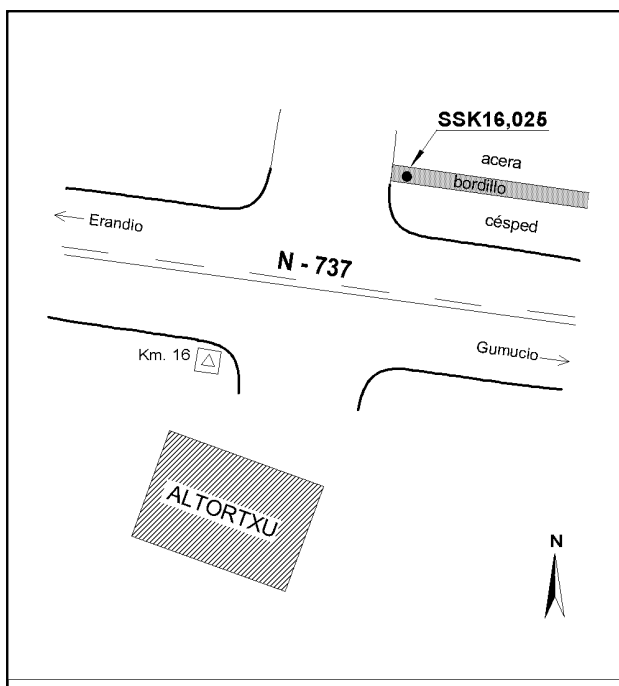 SSK16,025
acera
bordillo
césped
Erandio
N - 737
Gumucio
Km. 16
ALTORTXU
N